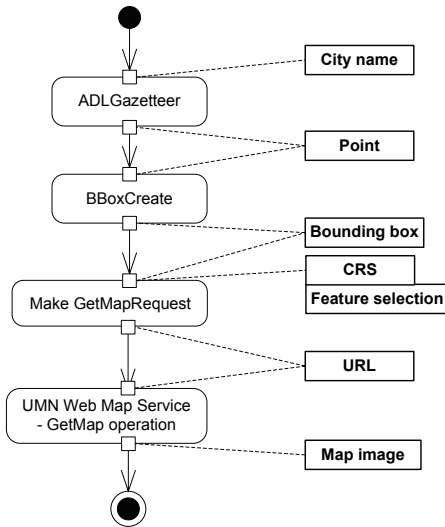 City name
ADLGazetteer
Point
BBoxCreate
Bounding box
CRS
Feature selection
Make GetMapRequest
URL
UMN Web Map Service
- GetMap operation
Map image